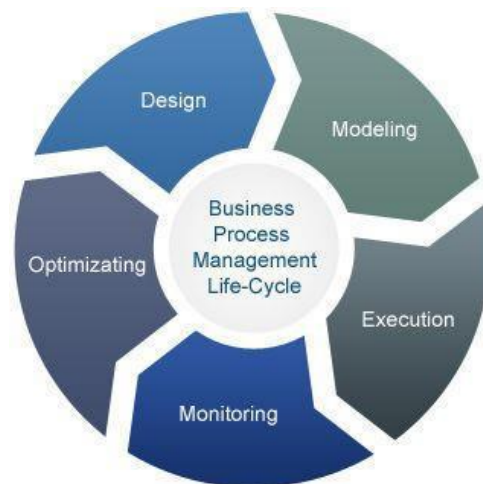 Design
Modeling
Business
Process
Management
Life-Cycle
Optimizating
Execution
Monitoring